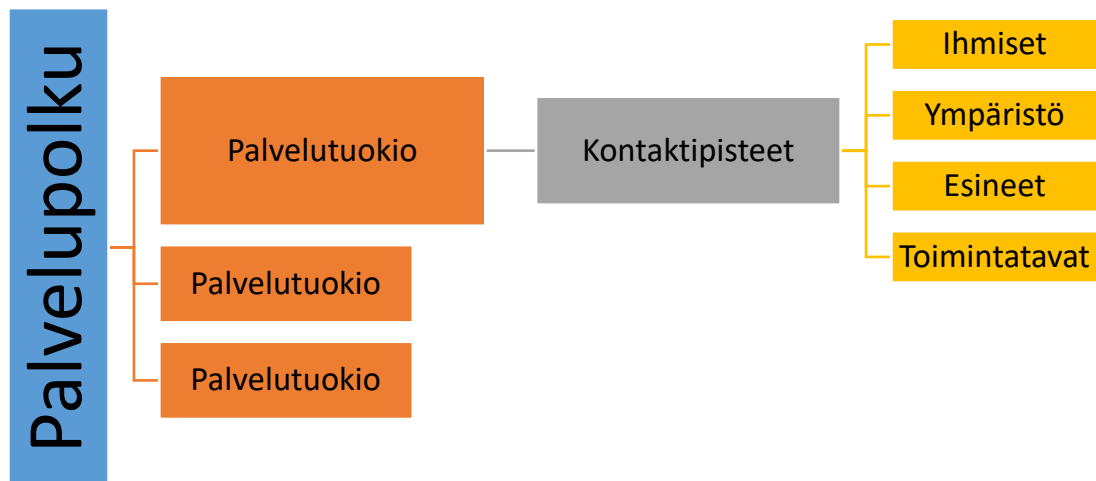 Palvelupolku
Palvelutuokio
Kontaktipisteet
Ihmiset
Ympäristö
Esineet
Toimintatavat
Palvelutuokio
Palvelutuokio